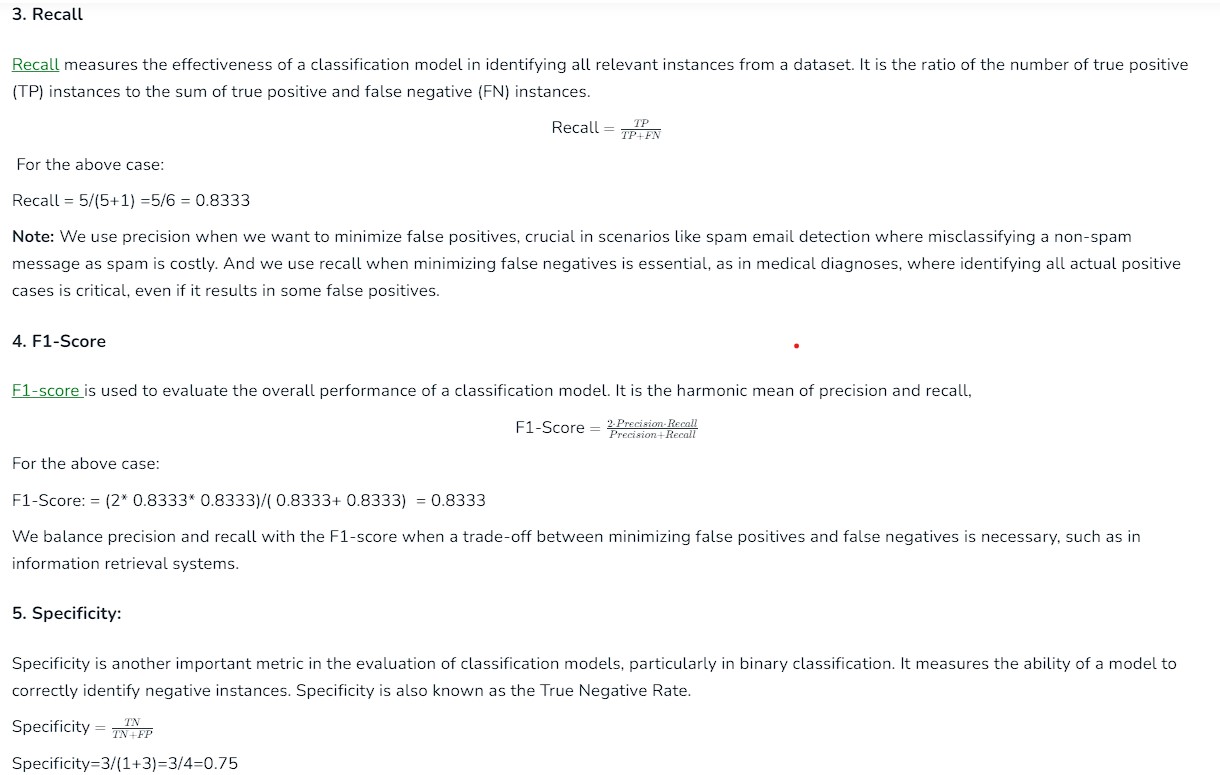 3. Recall
Recall measures the effectiveness of a classification model in identifying all relevant instances from a dataset. It is the ratio of the number of true positive
(TP) instances to the sum of true positive and false negative (FN) instances.
Recall = TP/TP+FN
For the above case:
Recall = 5/(5+1) =5/6 = 0.8333
Note: We use precision when we want to minimize false positives, crucial in scenarios like spam email detection where misclassifying a non-spam
message as spam is costly. And we use recall when minimizing false negatives is essential, as in medical diagnoses, where identifying all actual positive
cases is critical, even if it results in some false positives.
4. F1-Score
F1-score is used to evaluate the overall performance of a classification model. It is the harmonic mean of precision and recall,
F1-Score = 2·Precision·Recall/Precision+Recall
For the above case:
F1-Score: = (2* 0.8333* 0.8333)/( 0.8333+ 0.8333)  = 0.8333
We balance precision and recall with the F1-score when a trade-off between minimizing false positives and false negatives is necessary, such as in
information retrieval systems.
5. Specificity:
Specificity is another important metric in the evaluation of classification models, particularly in binary classification. It measures the ability of a model to
correctly identify negative instances. Specificity is also known as the True Negative Rate.
Specificity = TN/TN+FP
Specificity=3/(1+3)=3/4=0.75